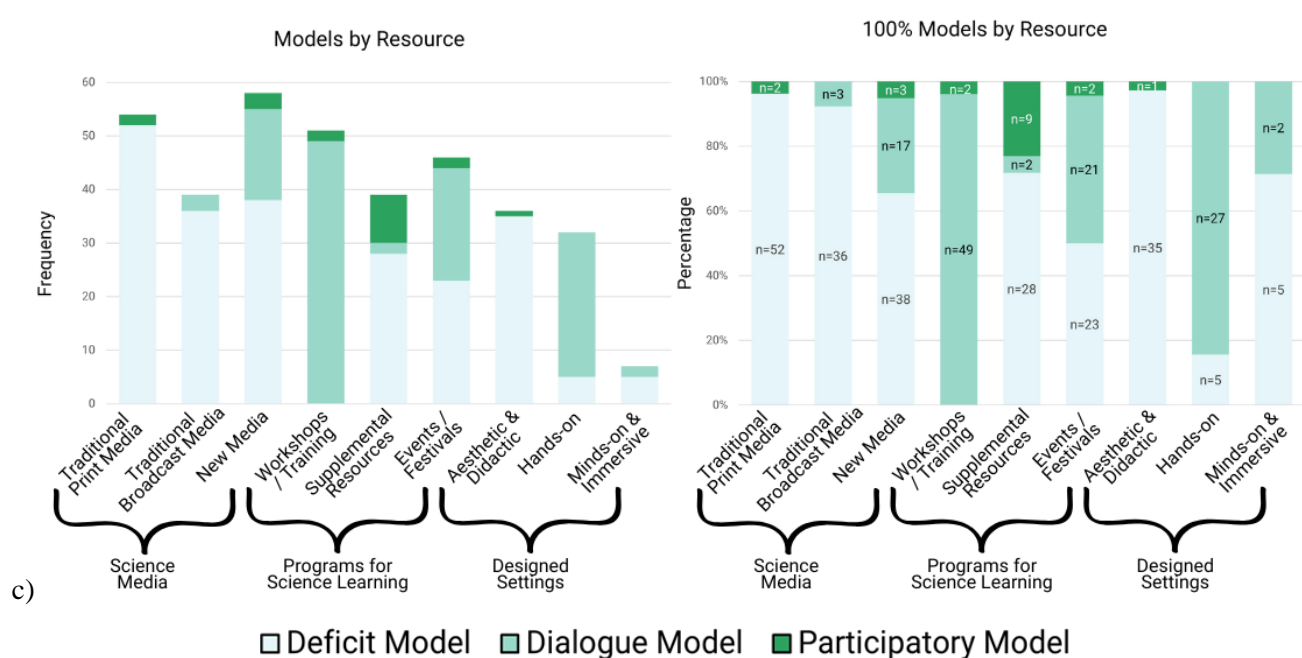 Models by Resource
60
50
40
30
20
10
0
Frequency
Traditional
Print Media
Traditional
Broadcast Media
New Media
Workshops
/ Training
Supplemental
Resources
Events /
Festivals
Aesthetic &
Didactic
Hands-on
Minds-on &
Immersive
Science
Media
Programs for
Science Learning
Designed
Settings
100% Models by Resource
100%
80%
60%
40%
20%
0%
Percentage
n=2
n=52
n=3
n=36
n=3
n=17
n=38
n=2
n=49
n=9
n=2
n=28
n=2
n=21
n=23
n=1
n=35
n=27
n=5
n=2
n=5
Traditional
Print Media
Traditional
Broadcast Media
New Media
Workshops
/ Training
Supplemental
Resources
Events /
Festivals
Aesthetic &
Didactic
Hands-on
Minds-on &
Immersive
Science
Media
Programs for
Science Learning
Designed
Settings
c)
Deficit Model
Dialogue Model
Participatory Model